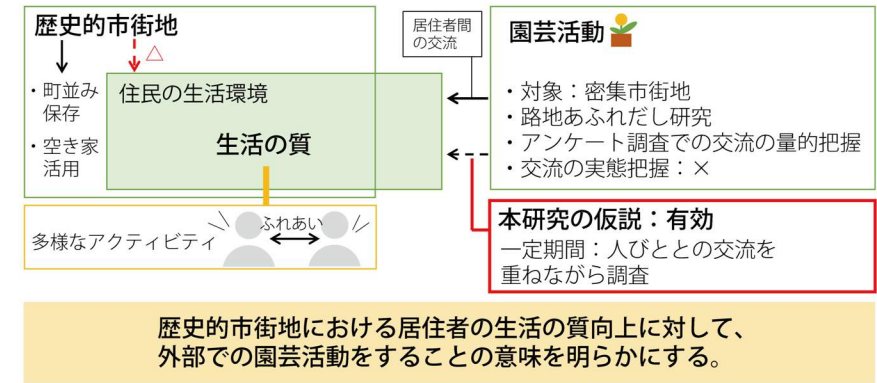 歴史的市街地
△
・町並み
保存
・空き家
活用
住民の生活環境
生活の質
多様なアクティビティ
ふれあい
居住者間
の交流
園芸活動
・対象：密集市街地
・路地あふれだし研究
・アンケート調査での交流の量的把握
・交流の実態把握：×
本研究の仮説：有効
一定期間：人びととの交流を
重ねながら調査
歴史的市街地における居住者の生活の質向上に対して、
外部での園芸活動をすることの意味を明らかにする。